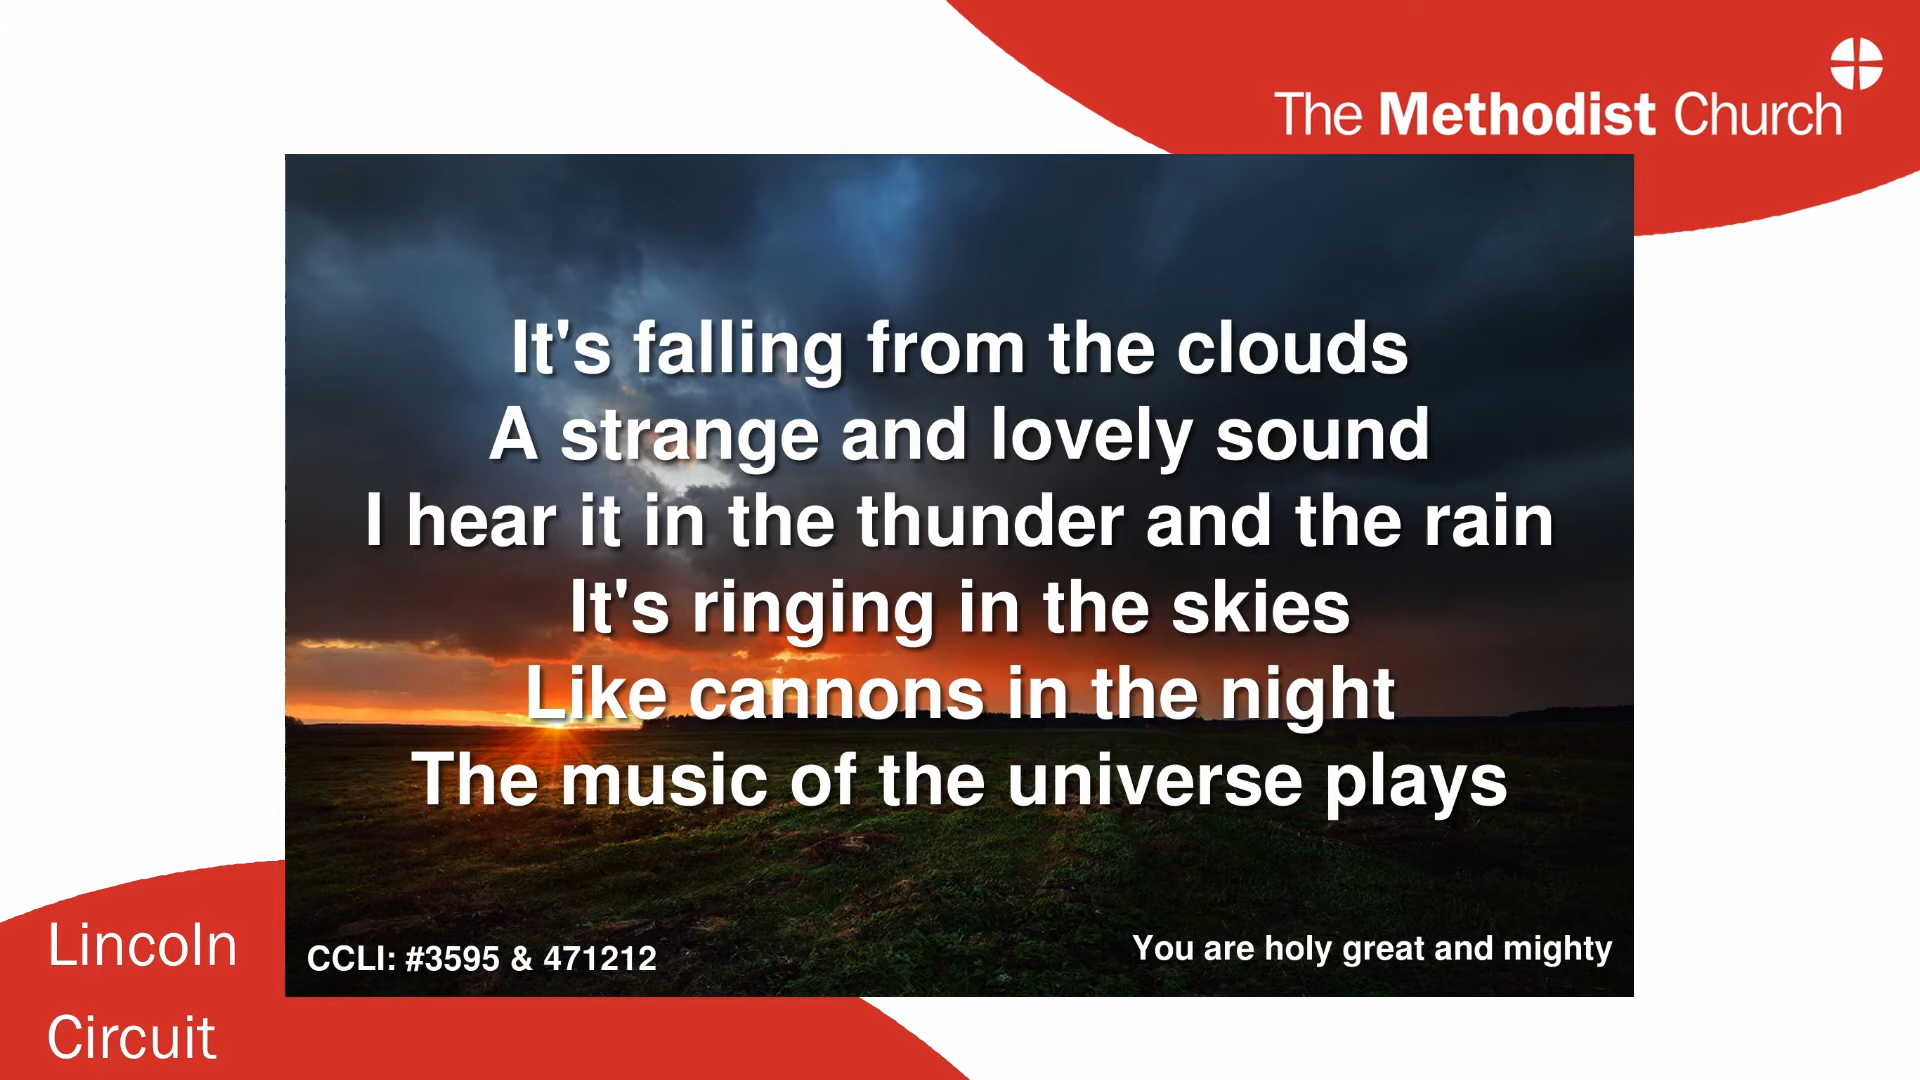 The Methodist Church
It's falling from the clouds
A strange and lovely sound
I hear it in the thunder and the rain
It's ringing in the skies
Like cannons in the night
The music of the universe plays
CCLI: #3595 & 471212
You are holy great and mighty
Lincoln
Circuit